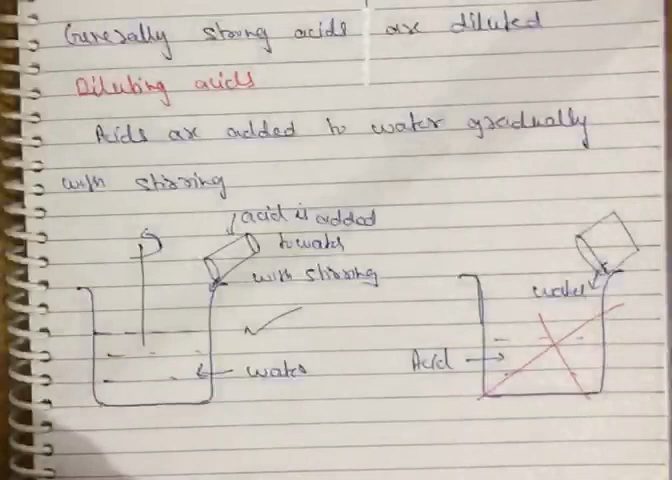 Generally strong acids are diluted
Diluting acids
Acids are added to water gradually
with stirring
acid is added
to water
with stirring
water
water
Acid